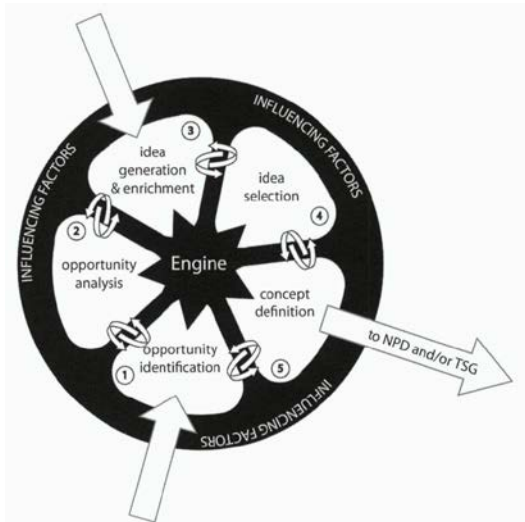 INFLUENCING FACTORS
INFLUENCING FACTORS
3
idea
generation
& enrichment
idea
selection
4
2
opportunity
analysis
Engine
concept
definition
to NPD and/or TSG
1
opportunity
identification
5
INFLUENCING FACTORS